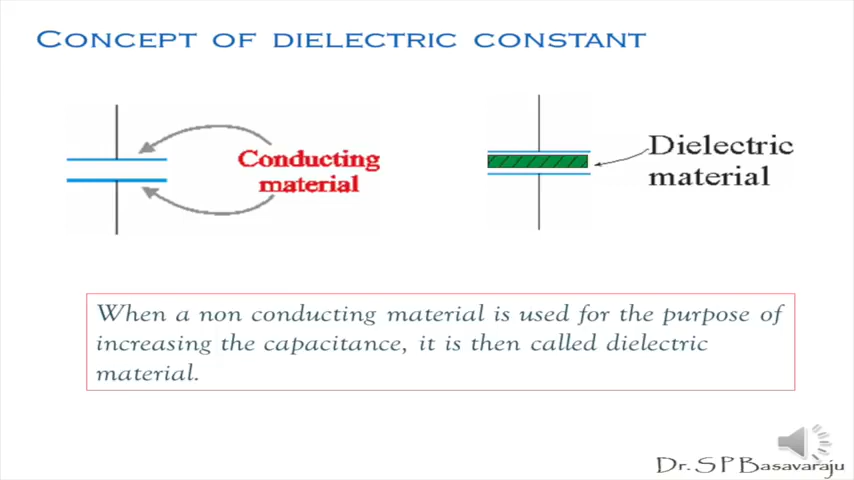 CONCEPT OF DIELECTRIC CONSTANT
Conducting
material
Dielectric
material
When a non conducting material is used for the purpose of
increasing the capacitance, it is then called dielectric
material.
Dr. S P Basavaraju